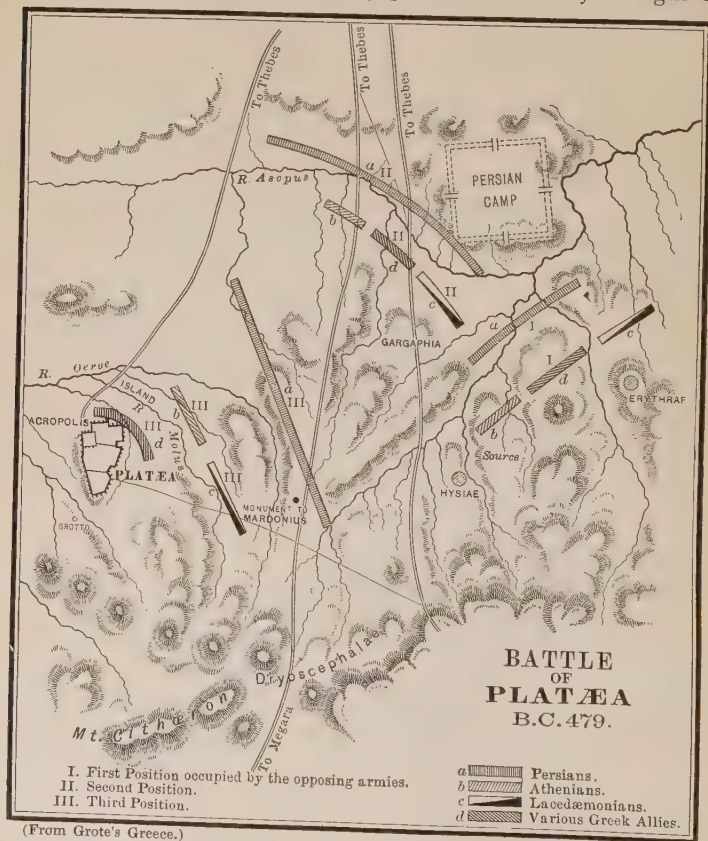 To Thebes
To Thebes
To Thebes
a
II
R. Asopus
PERSIAN
CAMP
b
II
d
II
c
GARGAPHIA
a
I
c
I
d
b
ERYTHRAF
Source
HYSIAE
a
III
R. Oeroe
ISLAND
R.
Molus
ACROPOLIS
III
d
PLATÆA
b
III
III
c
MONUMENT TO
MARDONIUS
GROTTO
Dryoscephalae
Mt. Cithæron
To Megara
BATTLE
OF
PLATÆA
B.C. 479.
I. First Position occupied by the opposing armies.
II. Second Position.
III. Third Position.
a Persians.
b Athenians.
c Lacedæmonians.
d Various Greek Allies.
(From Grote's Greece.)